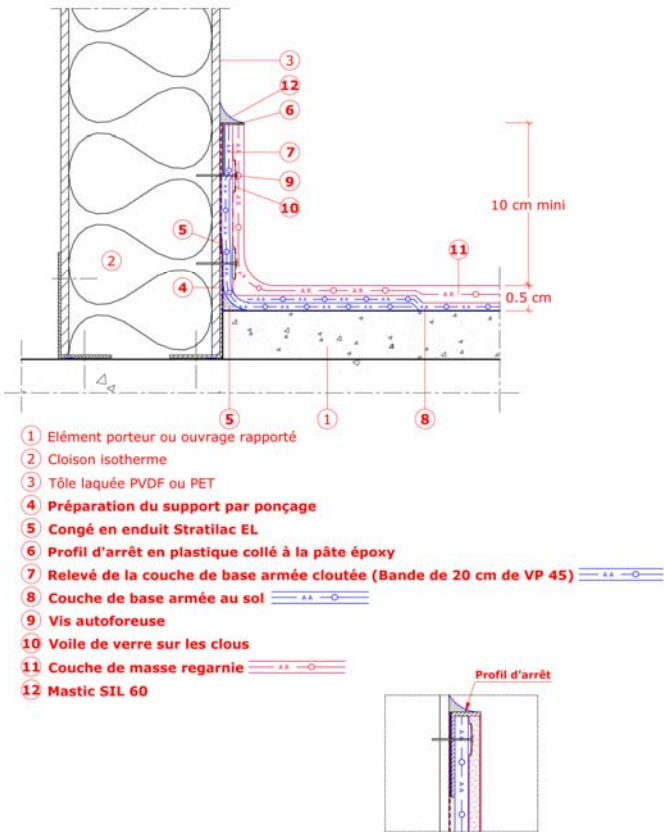 3
12
6
7
9
10
10 cm mini
5
11
2
4
0.5 cm
5
1
8
1 Elément porteur ou ouvrage rapporté
2 Cloison isotherme
3 Tôle laquée PVDF ou PET
4 Préparation du support par ponçage
5 Congé en enduit Stratilac EL
6 Profil d'arrêt en plastique collé à la pâte époxy
7 Relevé de la couche de base armée cloutée (Bande de 20 cm de VP 45) A A
8 Couche de base armée au sol A A
9 Vis autoforeuse
10 Voile de verre sur les clous
11 Couche de masse regarnie A R
12 Mastic SIL 60
Profil d'arrêt